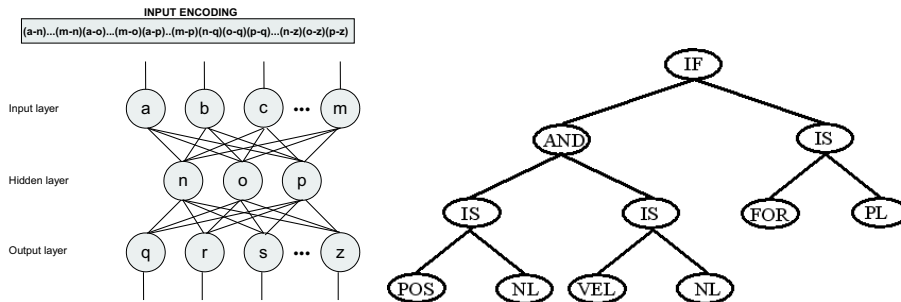 INPUT ENCODING
(a-n)...(m-n)(a-o)...(m-o)(a-p)..(m-p)(n-q)(o-q)(p-q)...(n-z)(o-z)(p-z)
Input layer
a b c ... m
Hidden layer
n o p
Output layer
q r s ... z
IF
AND IS
IS IS FOR PL
POS NL VEL NL